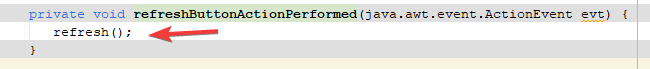 private void refreshButtonActionPerformed(java.awt.event.ActionEvent evt) {
refresh();
}